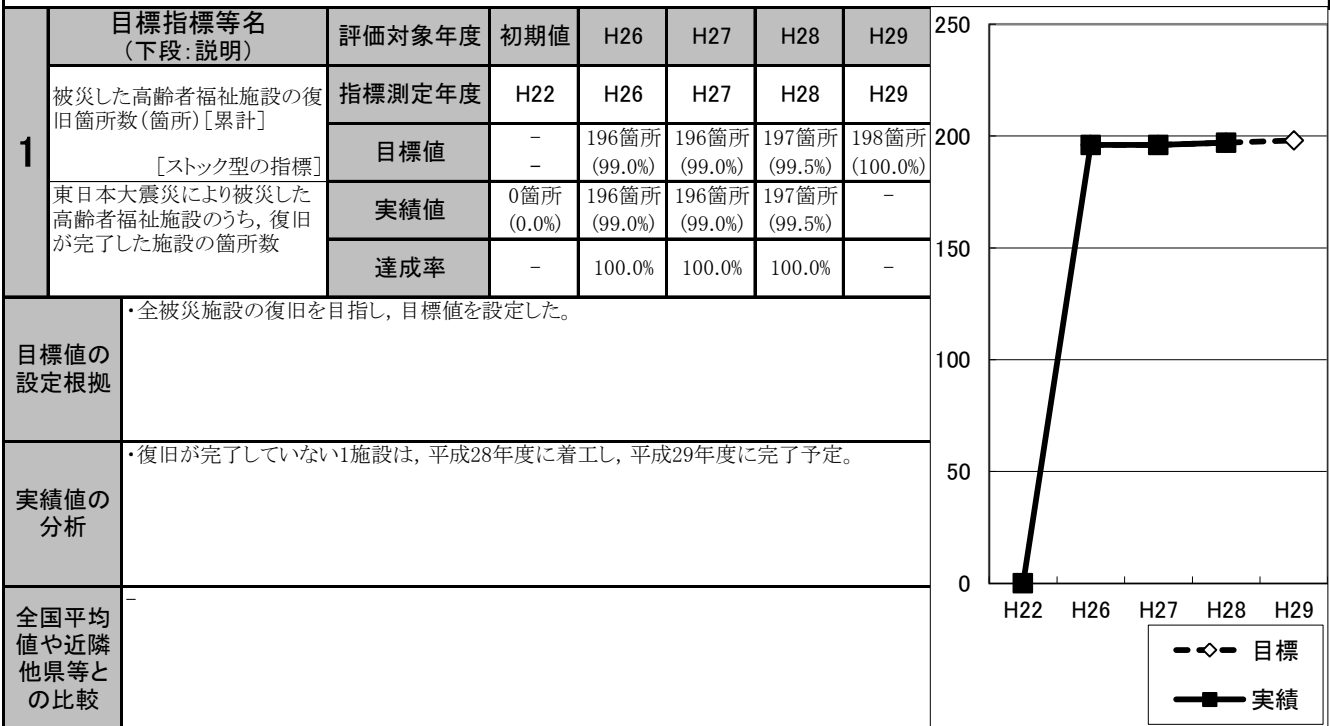 1
目標指標等名
(下段:説明)
評価対象年度 初期値 H26 H27 H28 H29
被災した高齢者福祉施設の復
旧箇所数(箇所)[累計]
[ストック型の指標]
指標測定年度 H22 H26 H27 H28 H29
目標値 - 196箇所 196箇所 197箇所 198箇所
- (99.0%) (99.0%) (99.5%) (100.0%)
東日本大震災により被災した
高齢者福祉施設のうち，復旧
が完了した施設の箇所数
実績値 0箇所 196箇所 196箇所 197箇所 -
(0.0%) (99.0%) (99.0%) (99.5%)
達成率 - 100.0% 100.0% 100.0% -
目標値の
設定根拠
・全被災施設の復旧を目指し，目標値を設定した。
実績値の
分析
・復旧が完了していない1施設は，平成28年度に着工し，平成29年度に完了予定。
全国平均
値や近隣
他県等と
の比較
-
250
200
150
100
50
0
H22 H26 H27 H28 H29
目標
実績